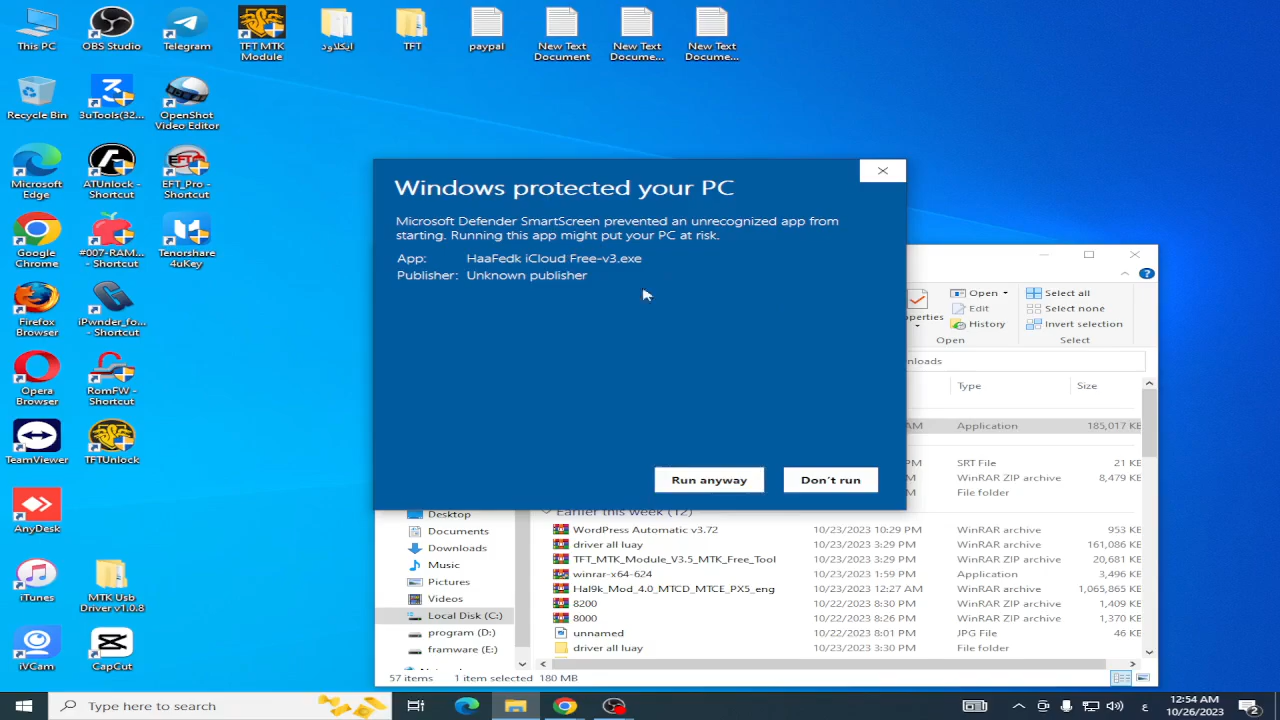 This PC
OBS Studio
Telegram
TFT MTK
Module
ايكلاود
TFT
paypal
New Text
Document
New Text
Docume...
New Text
Docume...
Recycle Bin
3uTools(32...
OpenShot
Video Editor
Microsoft
Edge
ATUnlock -
Shortcut
EFT_Pro -
Shortcut
Google
Chrome
#007-RAM...
- Shortcut
Tenorshare
4uKey
Firefox
Browser
iPwnder_fo...
- Shortcut
Opera
Browser
RomFW -
Shortcut
TeamViewer
TFTUnlock
AnyDesk
iTunes
MTK Usb
Driver v1.0.8
iVCam
CapCut
Windows protected your PC
Microsoft Defender SmartScreen prevented an unrecognized app from
starting. Running this app might put your PC at risk.
App: HaaFedk iCloud Free-v3.exe
Publisher: Unknown publisher
Run anyway
Don't run
operties
Open
Edit
History
Open
Select all
Select none
Invert selection
Select
nloads
Type
Size
AM Application 185,017 KB
PM SRT File 21 KB
PM WinRAR ZIP archive 8,479 KB
PM File folder
Earlier this week (12)
WordPress Automatic v3.72 10/23/2023 10:29 PM WinRAR archive 953 KB
driver all luay 10/23/2023 3:29 PM WinRAR archive 161,086 KB
TFT_MTK_Module_V3.5_MTK_Free_Tool 10/23/2023 3:29 PM WinRAR ZIP archive 20,681 KB
winrar-x64-624 10/23/2023 1:59 PM Application 3,496 KB
Hal9k_Mod_4.0_MTCD_MTCE_PX5_eng 10/23/2023 12:27 AM WinRAR archive 1,065,865 KB
8200 10/22/2023 8:30 PM WinRAR ZIP archive 1,409 KB
8000 10/22/2023 8:26 PM WinRAR ZIP archive 1,370 KB
unnamed 10/22/2023 8:01 PM JPG File 46 KB
driver all luay 10/22/2023 3:30 PM File folder
Desktop
Documents
Downloads
Music
Pictures
Videos
Local Disk (C:)
program (D:)
framware (E:)
57 items 1 item selected 180 MB
Type here to search
ع
12:54 AM
10/26/2023
2